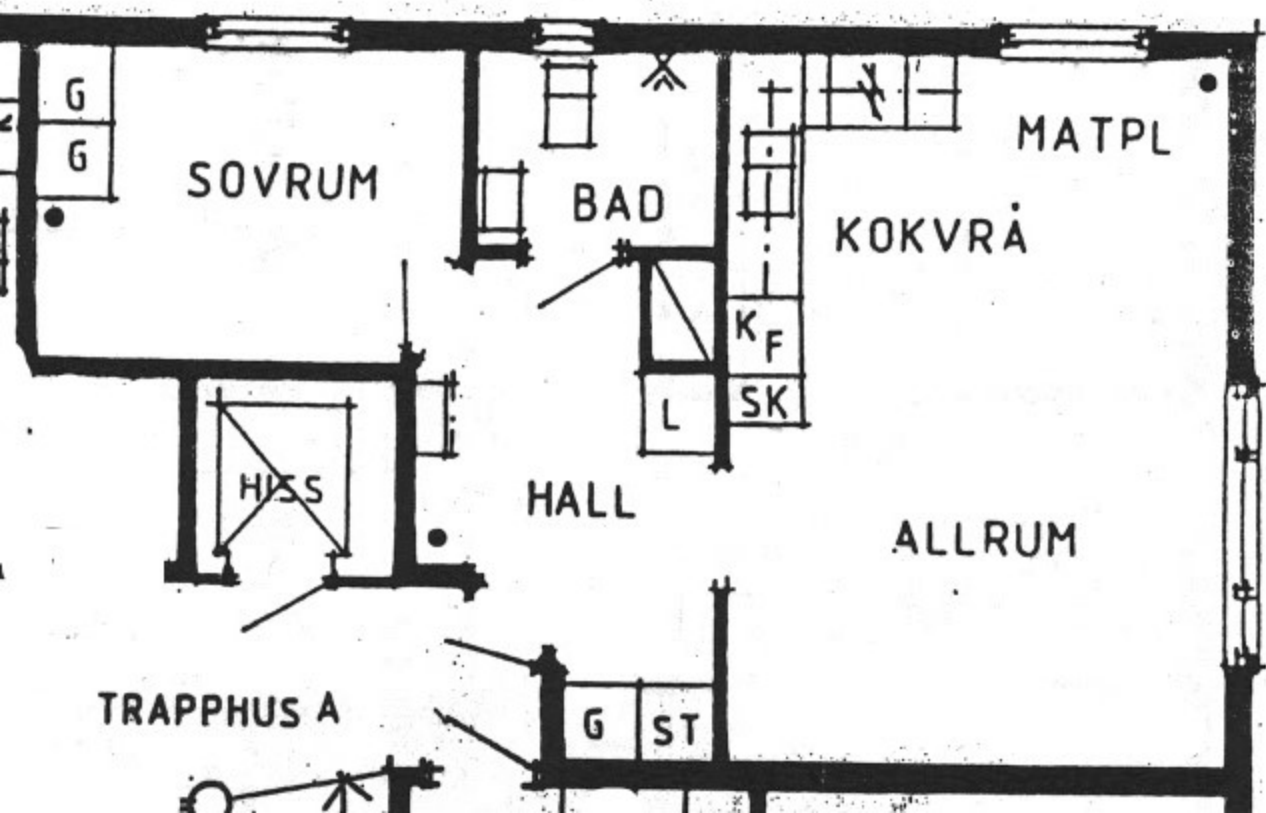 G
G
SOVRUM
BAD
MATPL
KOKVRÅ
K
F
SK
L
HISS
HALL
ALLRUM
TRAPPHUS A
G
ST